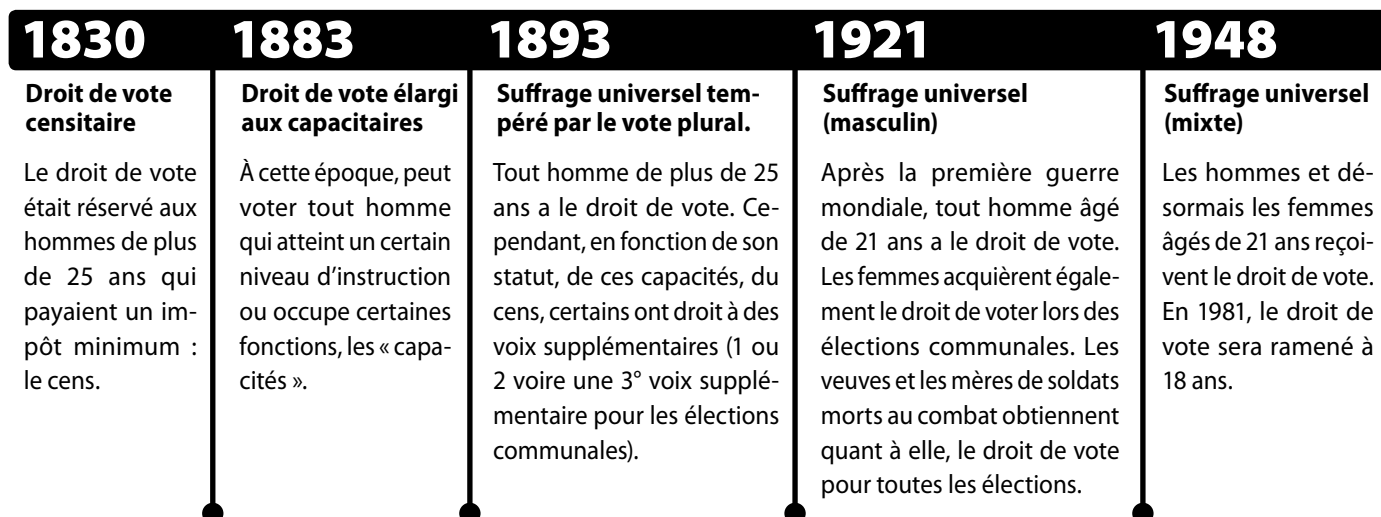 1830
Droit de vote
censitaire
Le droit de vote
était réservé aux
hommes de plus
de 25 ans qui
payaient un im-
pôt minimum :
le cens.
1883
Droit de vote élargi
aux capacitaires
À cette époque, peut
voter tout homme
qui atteint un certain
niveau d'instruction
ou occupe certaines
fonctions, les « capa-
cités ».
1893
Suffrage universel tem-
péré par le vote plural.
Tout homme de plus de 25
ans a le droit de vote. Ce-
pendant, en fonction de son
statut, de ces capacités, du
cens, certains ont droit à des
voix supplémentaires (1 ou
2 voire une 3° voix supplé-
mentaire pour les élections
communales).
1921
Suffrage universel
(masculin)
Après la première guerre
mondiale, tout homme âgé
de 21 ans a le droit de vote.
Les femmes acquièrent égale-
ment le droit de voter lors des
élections communales. Les
veuves et les mères de soldats
morts au combat obtiennent
quant à elle, le droit de vote
pour toutes les élections.
1948
Suffrage universel
(mixte)
Les hommes et dé-
sormais les femmes
âgés de 21 ans reçoi-
vent le droit de vote.
En 1981, le droit de
vote sera ramené à
18 ans.